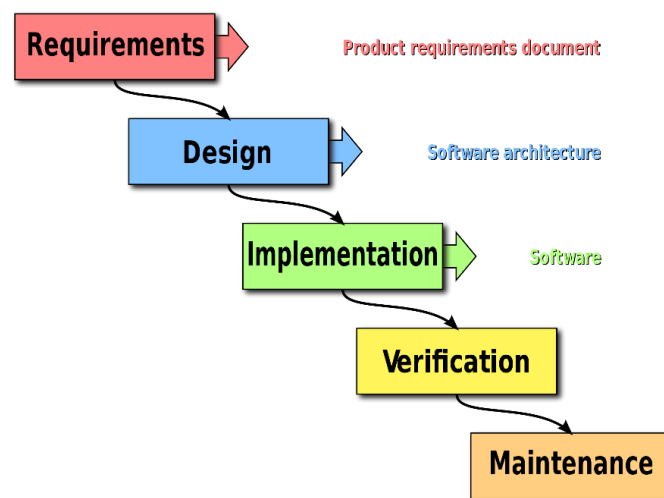 Requirements
Product requirements document
Design
Software architecture
Implementation
Software
Verification
Maintenance